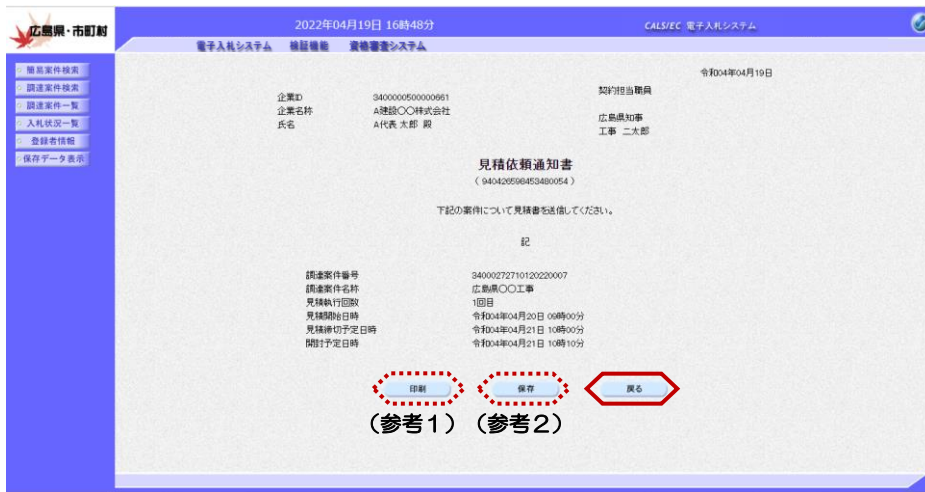 広島県・市町村
2022年04月19日 16時48分
CALS/EC 電子入札システム
電子入札システム 検証機能 資格審査システム
簡易案件検索
調達案件検索
調達案件一覧
入札状況一覧
登録者情報
保存データ表示
令和04年04月19日
契約担当職員
企業ID 3400000500000661
企業名称 A建設〇〇株式会社
氏名 A代表 太郎 殿
広島県知事
工事 二太郎
見積依頼通知書
( 940426598453480054 )
下記の案件について見積書を送信してください。
記
調達案件番号 34000272710120220007
調達案件名称 広島県〇〇工事
見積執行回数 1回目
見積開始日時 令和04年04月20日 09時00分
見積締切予定日時 令和04年04月21日 10時00分
開封予定日時 令和04年04月21日 10時10分
印刷 保存 戻る
(参考1) (参考2)